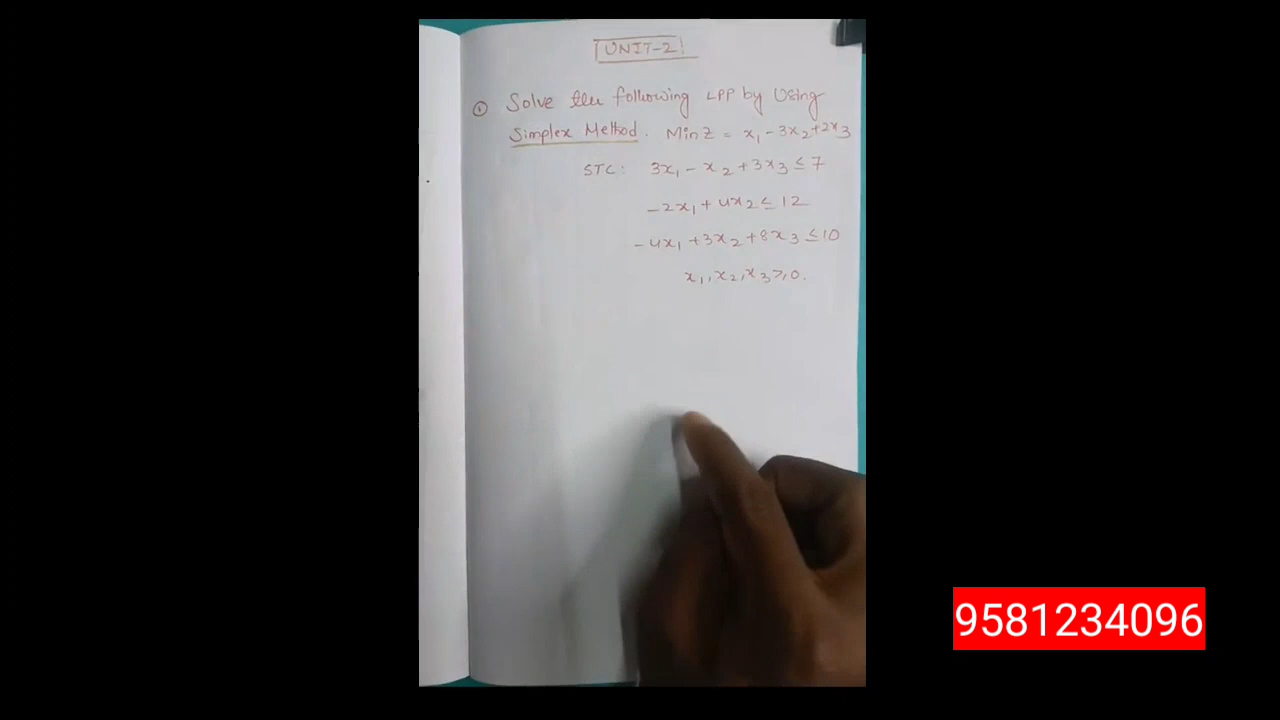 UNIT-2
① Solve the following LPP by Using
Simplex Method. Min Z = x₁ - 3x₂ + 2x₃
STC: 3x₁ - x₂ + 3x₃ ≤ 7
-2x₁ + 4x₂ ≤ 12
-4x₁ + 3x₂ + 8x₃ ≤ 10
x₁, x₂, x₃ ≥ 0.
9581234096